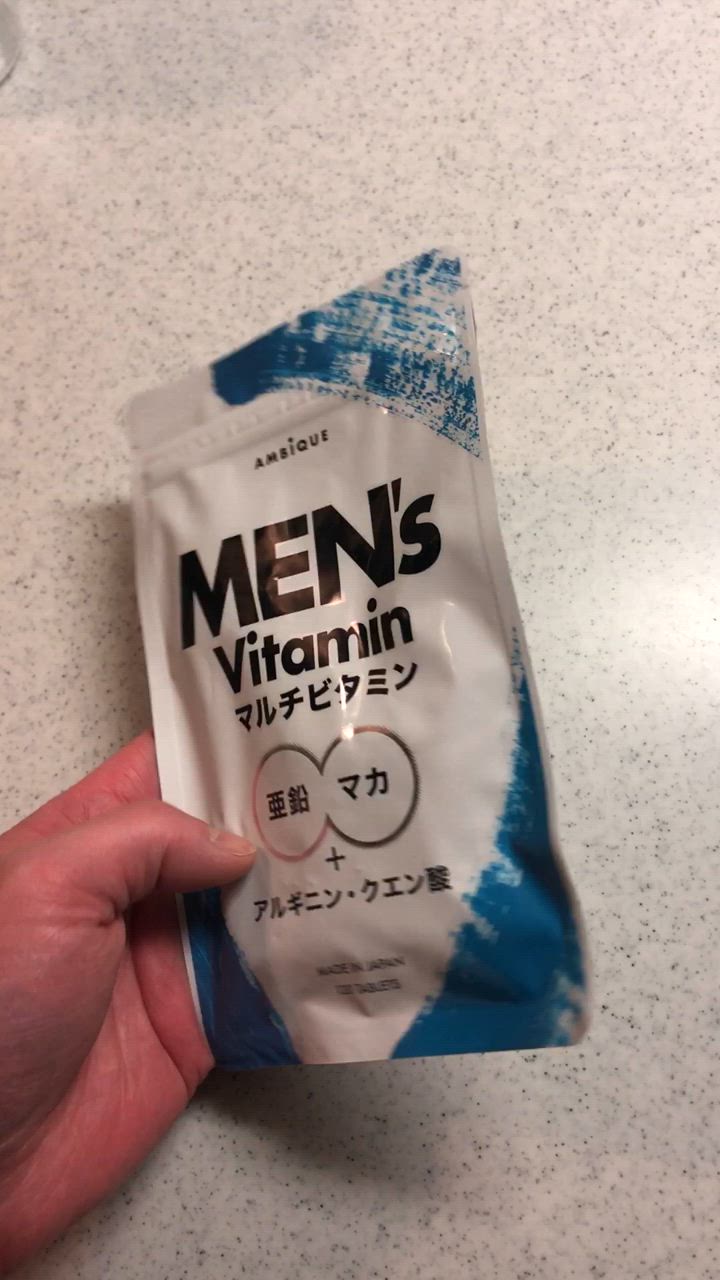 AMBiQUE
MEN's
Vitamin
マルチビタミン
亜鉛 マカ
+
アルギニン・クエン酸
MADE IN JAPAN
TABLETS